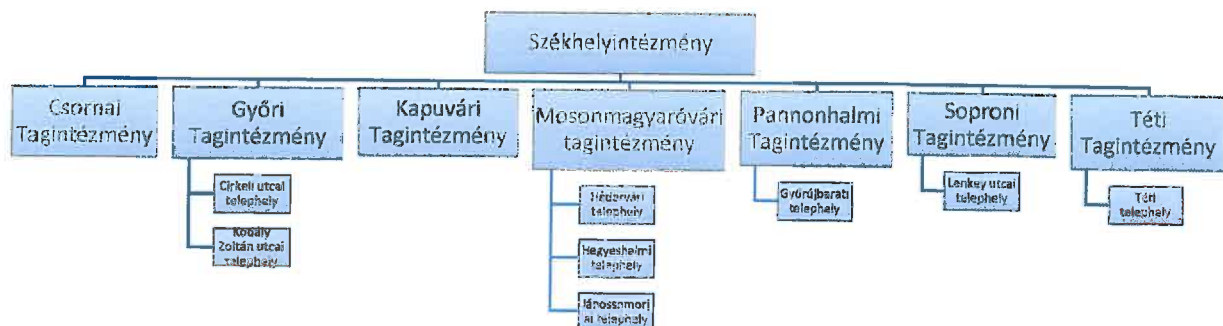 Székhelyintézmény
Csornai
Tagintézmény
Győri
Tagintézmény
Kapuvári
Tagintézmény
Mosonmagyaróvári
tagintézmény
Pannonhalmi
Tagintézmény
Soproni
Tagintézmény
Téti
Tagintézmény
Cirkeli utcai
telephely
Kodály
Zoltán utcai
telephely
Hédervári
telephely
Hegyeshalmi
telephely
Jánossomorj
ai telephely
Győrújbaráti
telephely
Lenkey utcai
telephely
Téti
telephely